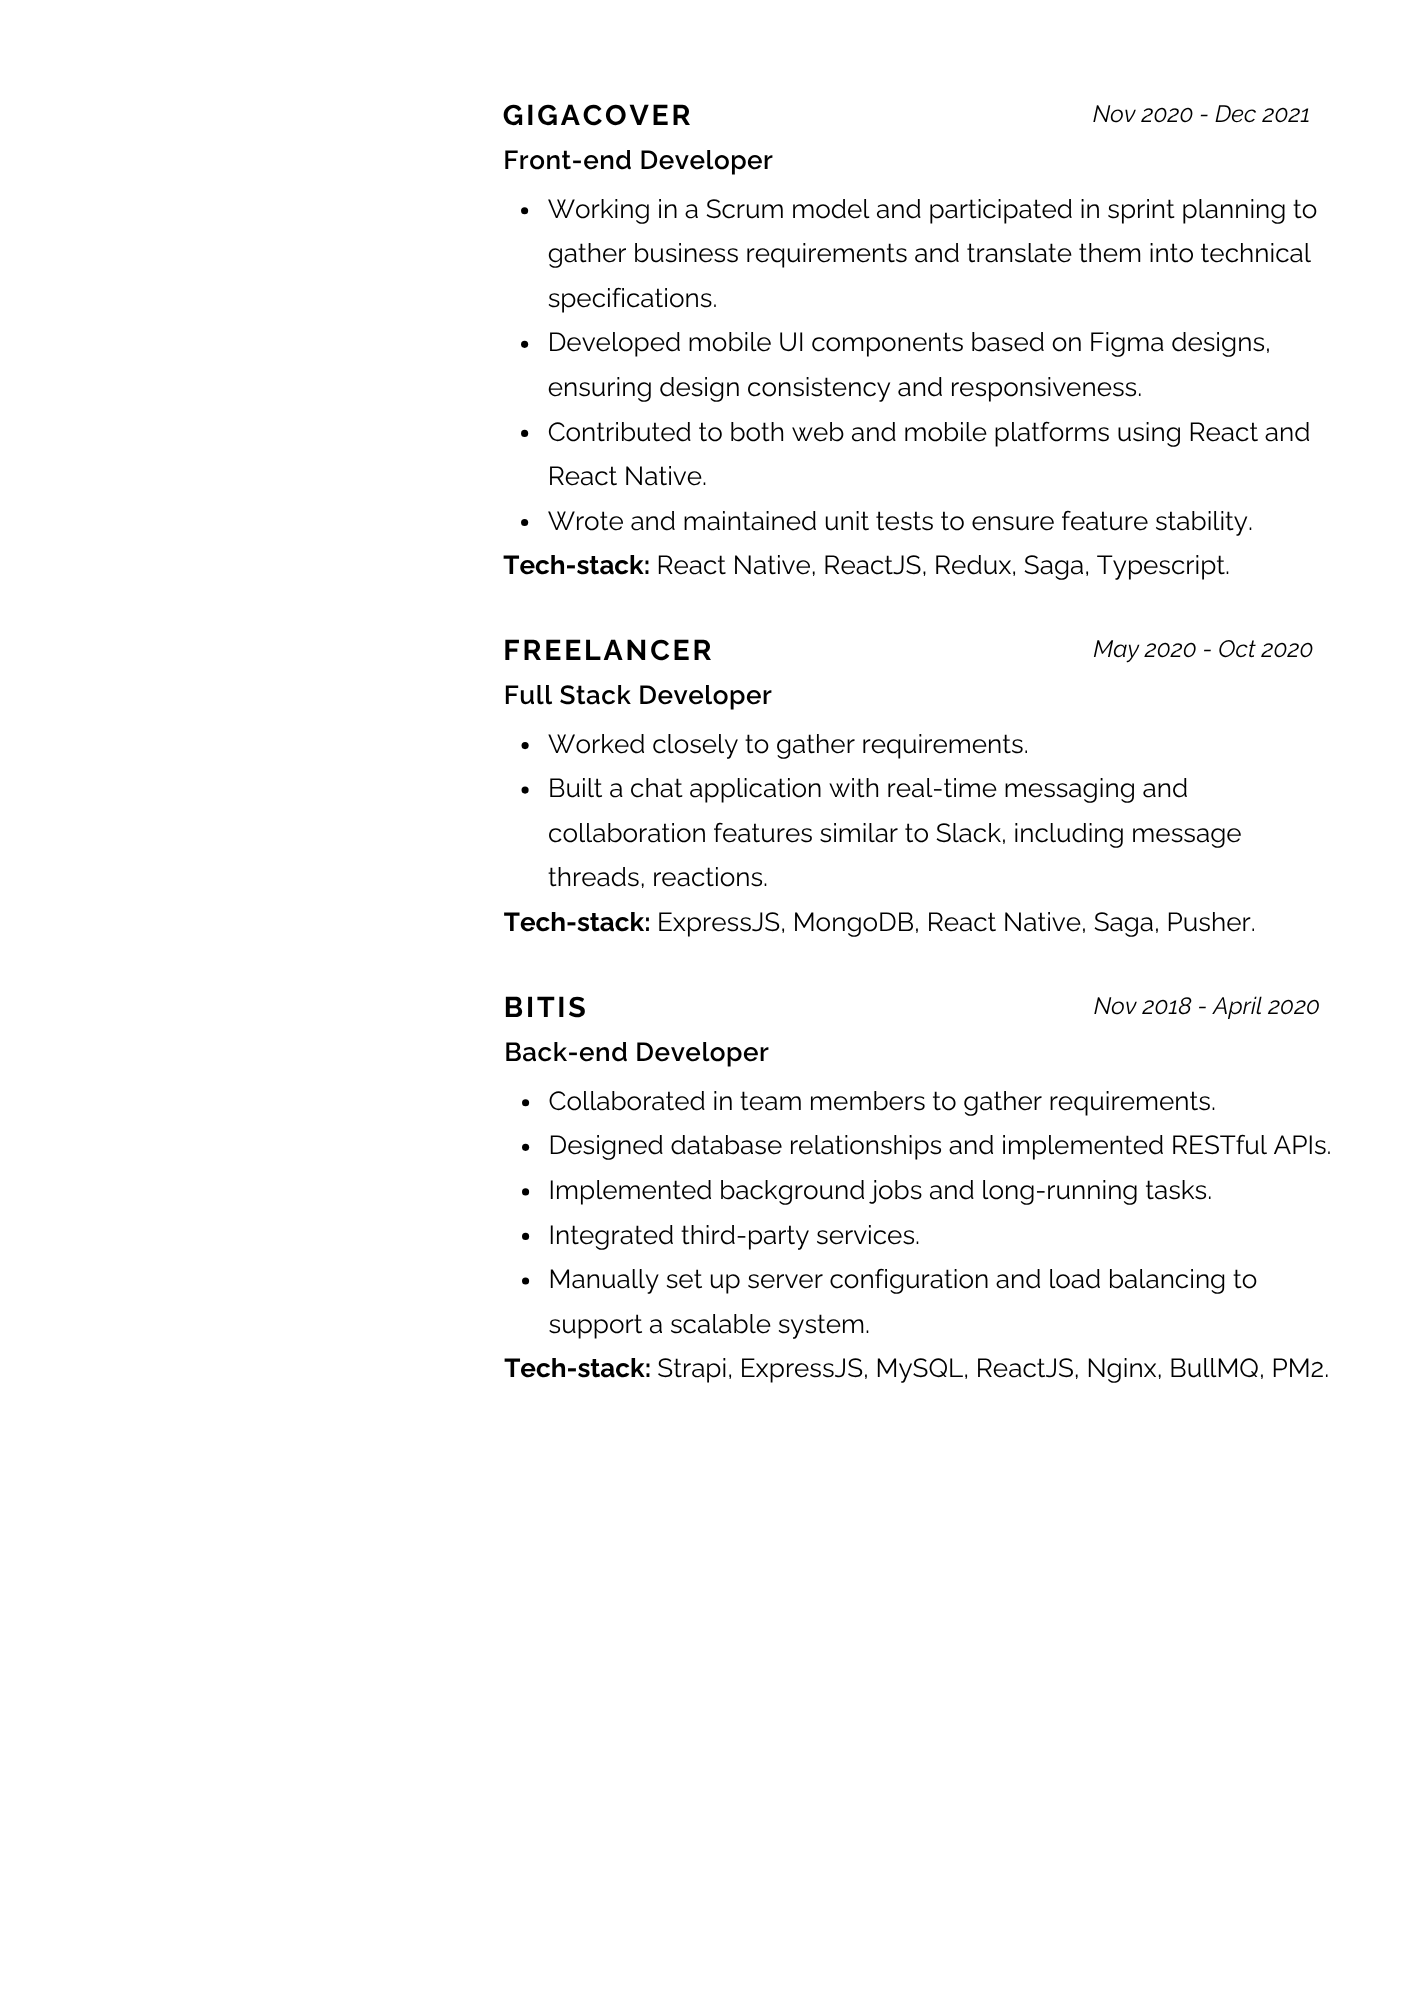 GIGACOVER
Nov 2020 - Dec 2021
Front-end Developer
• Working in a Scrum model and participated in sprint planning to
gather business requirements and translate them into technical
specifications.
• Developed mobile UI components based on Figma designs,
ensuring design consistency and responsiveness.
• Contributed to both web and mobile platforms using React and
React Native.
• Wrote and maintained unit tests to ensure feature stability.
Tech-stack: React Native, ReactJS, Redux, Saga, Typescript.
FREELANCER
May 2020 - Oct 2020
Full Stack Developer
• Worked closely to gather requirements.
• Built a chat application with real-time messaging and
collaboration features similar to Slack, including message
threads, reactions.
Tech-stack: ExpressJS, MongoDB, React Native, Saga, Pusher.
BITIS
Nov 2018 - April 2020
Back-end Developer
• Collaborated in team members to gather requirements.
• Designed database relationships and implemented RESTful APIs.
• Implemented background jobs and long-running tasks.
• Integrated third-party services.
• Manually set up server configuration and load balancing to
support a scalable system.
Tech-stack: Strapi, ExpressJS, MySQL, ReactJS, Nginx, BullMQ, PM2.